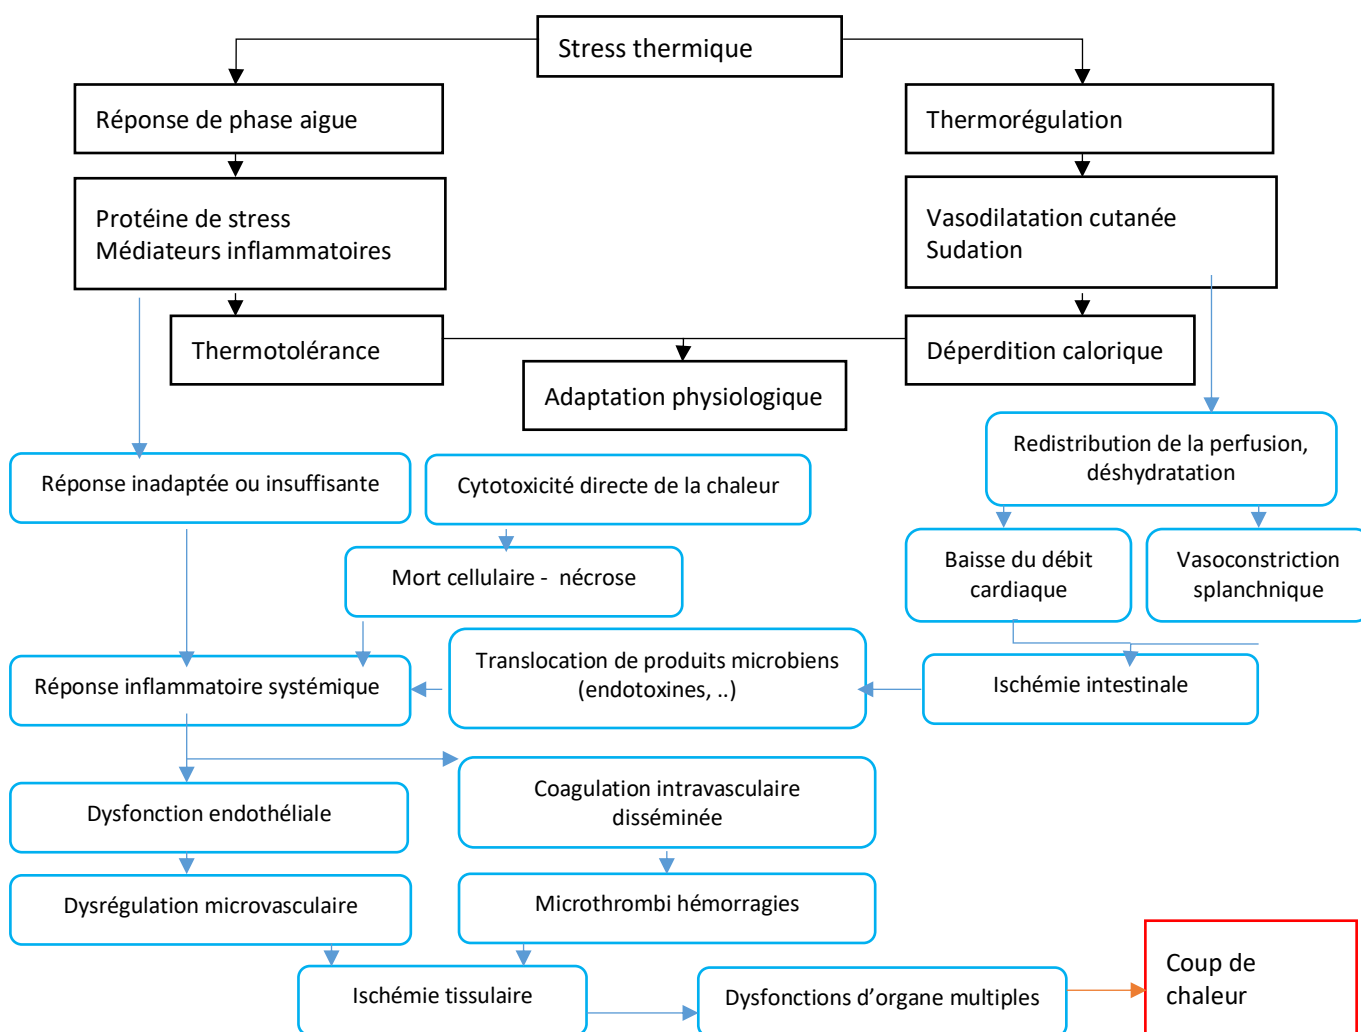 Stress thermique
Réponse de phase aigue
Thermorégulation
Protéine de stress
Médiateurs inflammatoires
Vasodilatation cutanée
Sudation
Thermotolérance
Déperdition calorique
Adaptation physiologique
Redistribution de la perfusion,
déshydratation
Réponse inadaptée ou insuffisante
Cytotoxicité directe de la chaleur
Baisse du débit
cardiaque
Vasoconstriction
splanchnique
Mort cellulaire - nécrose
Translocation de produits microbiens
(endotoxines, ..)
Réponse inflammatoire systémique
Ischémie intestinale
Coagulation intravasculaire
disséminée
Dysfonction endothéliale
Dysrégulation microvasculaire
Microthrombi hémorragies
Coup de
chaleur
Ischémie tissulaire
Dysfonctions d’organe multiples